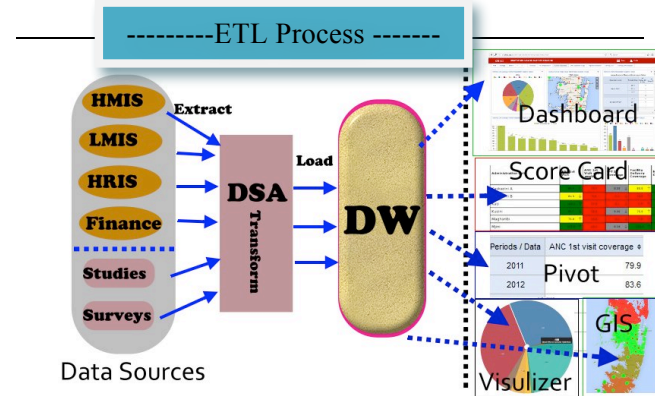 ---------ETL Process -------
HMIS
LMIS
HRIS
Finance
Studies
Surveys
Data Sources
Extract
DSA
Transform
Load
DW
Dashboard
Score Card
Periods / Data ANC 1st visit coverage
2011 79.9
2012 83.6
Pivot
Visulizer
GIS